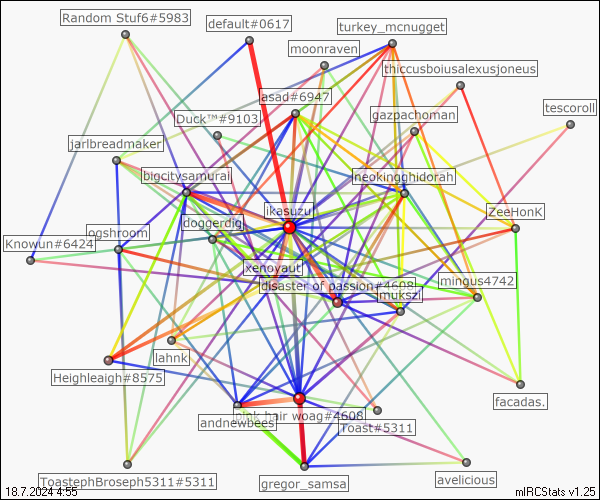 Random Stuf6#5983
default#0617
turkey_mcnugget
moonraven
thiccusboiusalexusjoneus
asad#6947
tescoroll
Duck™#9103
gazpachoman
jarlbreadmaker
bigcitysamurai
neokingghidorah
ikasuzu
ZeeHonK
doggerdigi
ogshroom
Knowun#6424
xenoyaut
disaster of passion#4608
mingus4742
mukszi
lahnk
Heighleigh#8575
facadas.
pink hair woag#4608
andnewbees
Toast#5311
ToastephBroseph5311#5311
gregor_samsa
avelicious
18.7.2024 4:55
mIRCStats v1.25